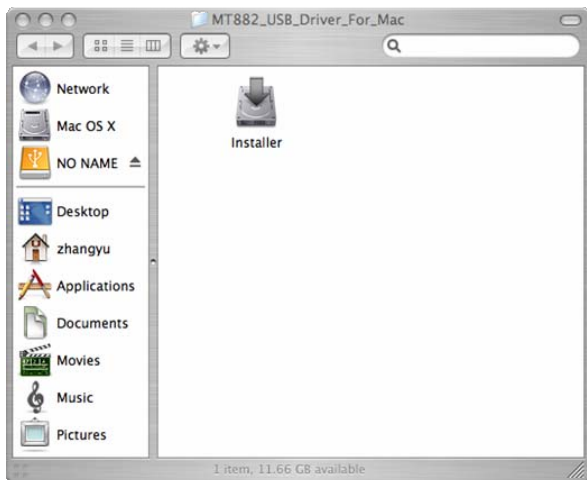 MT882_USB_Driver_For_Mac
Network
Mac OS X
NO NAME
Desktop
zhangyu
Applications
Documents
Movies
Music
Pictures
Installer
1 item, 11.66 GB available